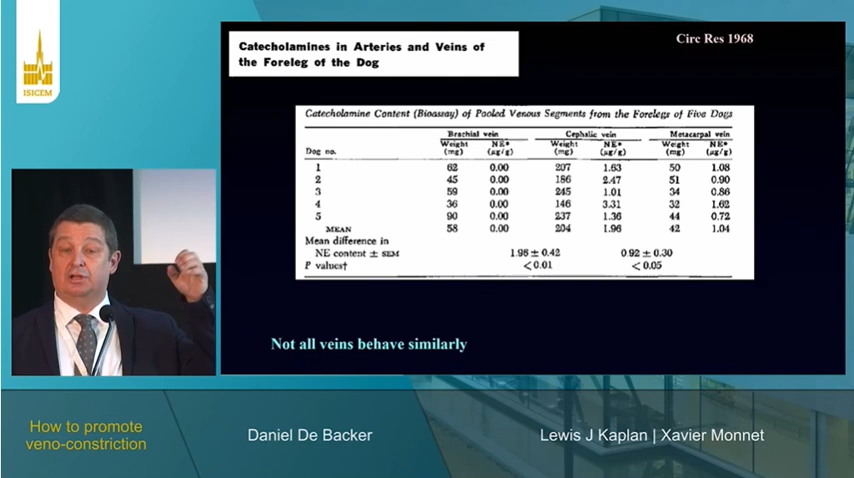 ISICEM
Catecholamines in Arteries and Veins of
the Foreleg of the Dog
Circ Res 1968
Catecholamine Content (Bioassay) of Pooled Venous Segments from the Forelegs of Five Dogs
Brachial vein Cephalic vein Metacarpal vein
Dog no. Weight (mg) NE* (µg/g) Weight (mg) NE* (µg/g) Weight (mg) NE* (µg/g)
1 62 0.00 207 1.63 50 1.08
2 45 0.00 186 2.47 51 0.90
3 59 0.00 245 1.01 34 0.86
4 36 0.00 146 3.31 32 1.62
5 90 0.00 237 1.36 44 0.72
MEAN 58 0.00 204 1.96 42 1.04
Mean difference in
NE content ± SEM 1.96 ± 0.42 0.92 ± 0.30
P values† <0.01 <0.05
Not all veins behave similarly
How to promote
veno-constriction
Daniel De Backer
Lewis J Kaplan | Xavier Monnet